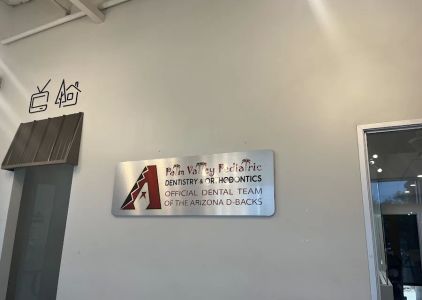 Palm Valley Pediatric
DENTISTRY & ORTHODONTICS
OFFICIAL DENTAL TEAM
OF THE ARIZONA D-BACKS